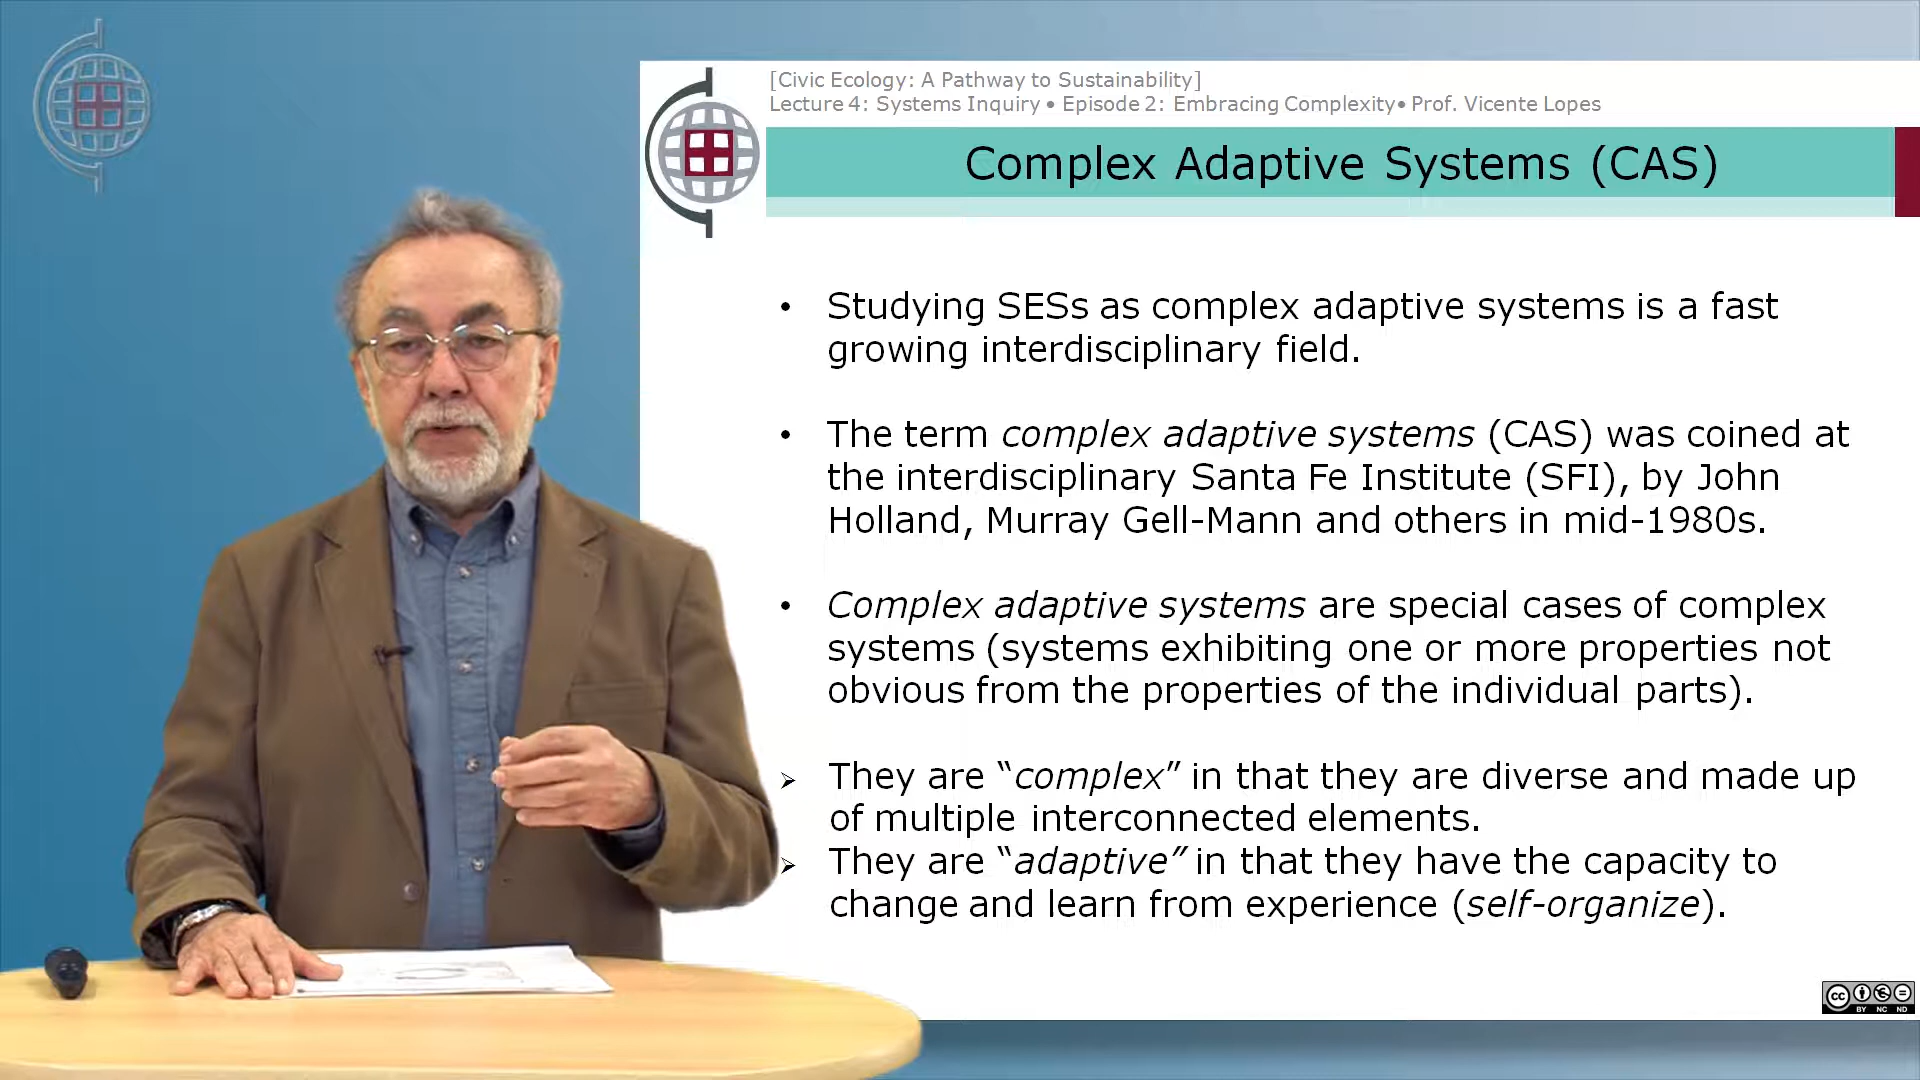 [Civic Ecology: A Pathway to Sustainability]
Lecture 4: Systems Inquiry • Episode 2: Embracing Complexity• Prof. Vicente Lopes
Complex Adaptive Systems (CAS)
• Studying SESs as complex adaptive systems is a fast
growing interdisciplinary field.
• The term complex adaptive systems (CAS) was coined at
the interdisciplinary Santa Fe Institute (SFI), by John
Holland, Murray Gell-Mann and others in mid-1980s.
• Complex adaptive systems are special cases of complex
systems (systems exhibiting one or more properties not
obvious from the properties of the individual parts).
➢ They are “complex” in that they are diverse and made up
of multiple interconnected elements.
➢ They are “adaptive” in that they have the capacity to
change and learn from experience (self-organize).
cc
BY NC ND